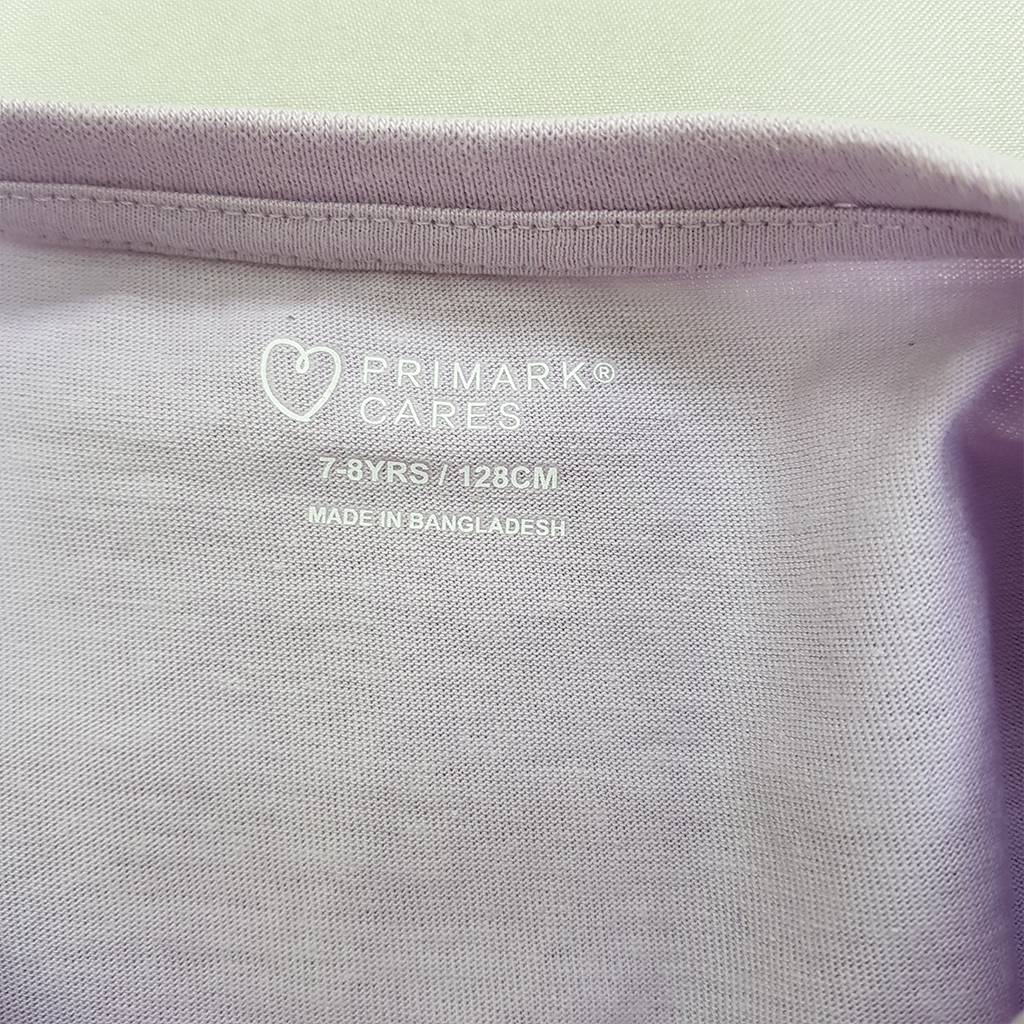 PRIMARK®
CARES
7-8YRS / 128CM
MADE IN BANGLADESH